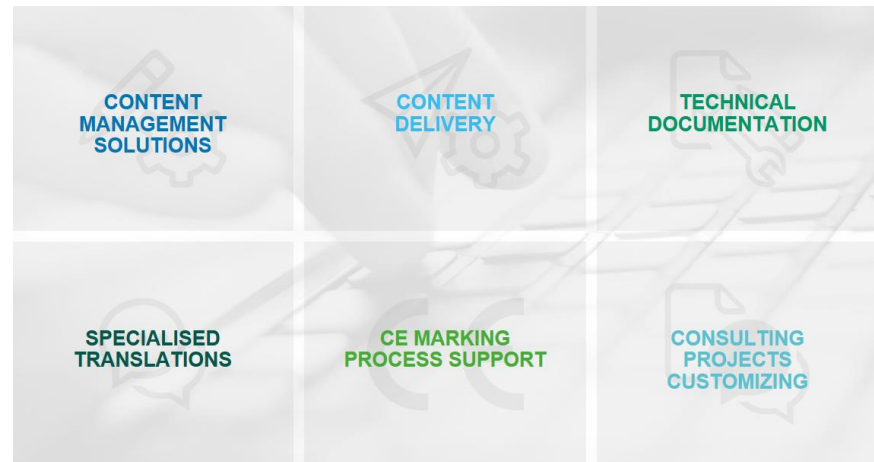 CONTENT
MANAGEMENT
SOLUTIONS
CONTENT
DELIVERY
TECHNICAL
DOCUMENTATION
SPECIALISED
TRANSLATIONS
CE MARKING
PROCESS SUPPORT
CONSULTING
PROJECTS
CUSTOMIZING